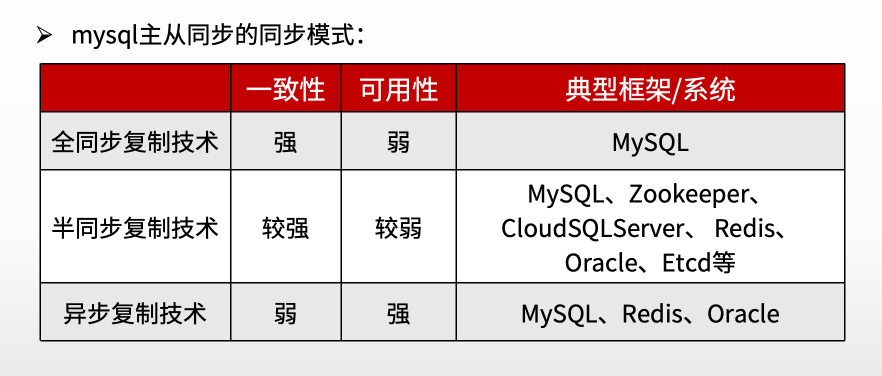 ➢ mysql主从同步的同步模式：
一致性 可用性 典型框架/系统
全同步复制技术 强 弱 MySQL
半同步复制技术 较强 较弱 MySQL、Zookeeper、
CloudSQLServer、 Redis、
Oracle、Etcd等
异步复制技术 弱 强 MySQL、Redis、Oracle